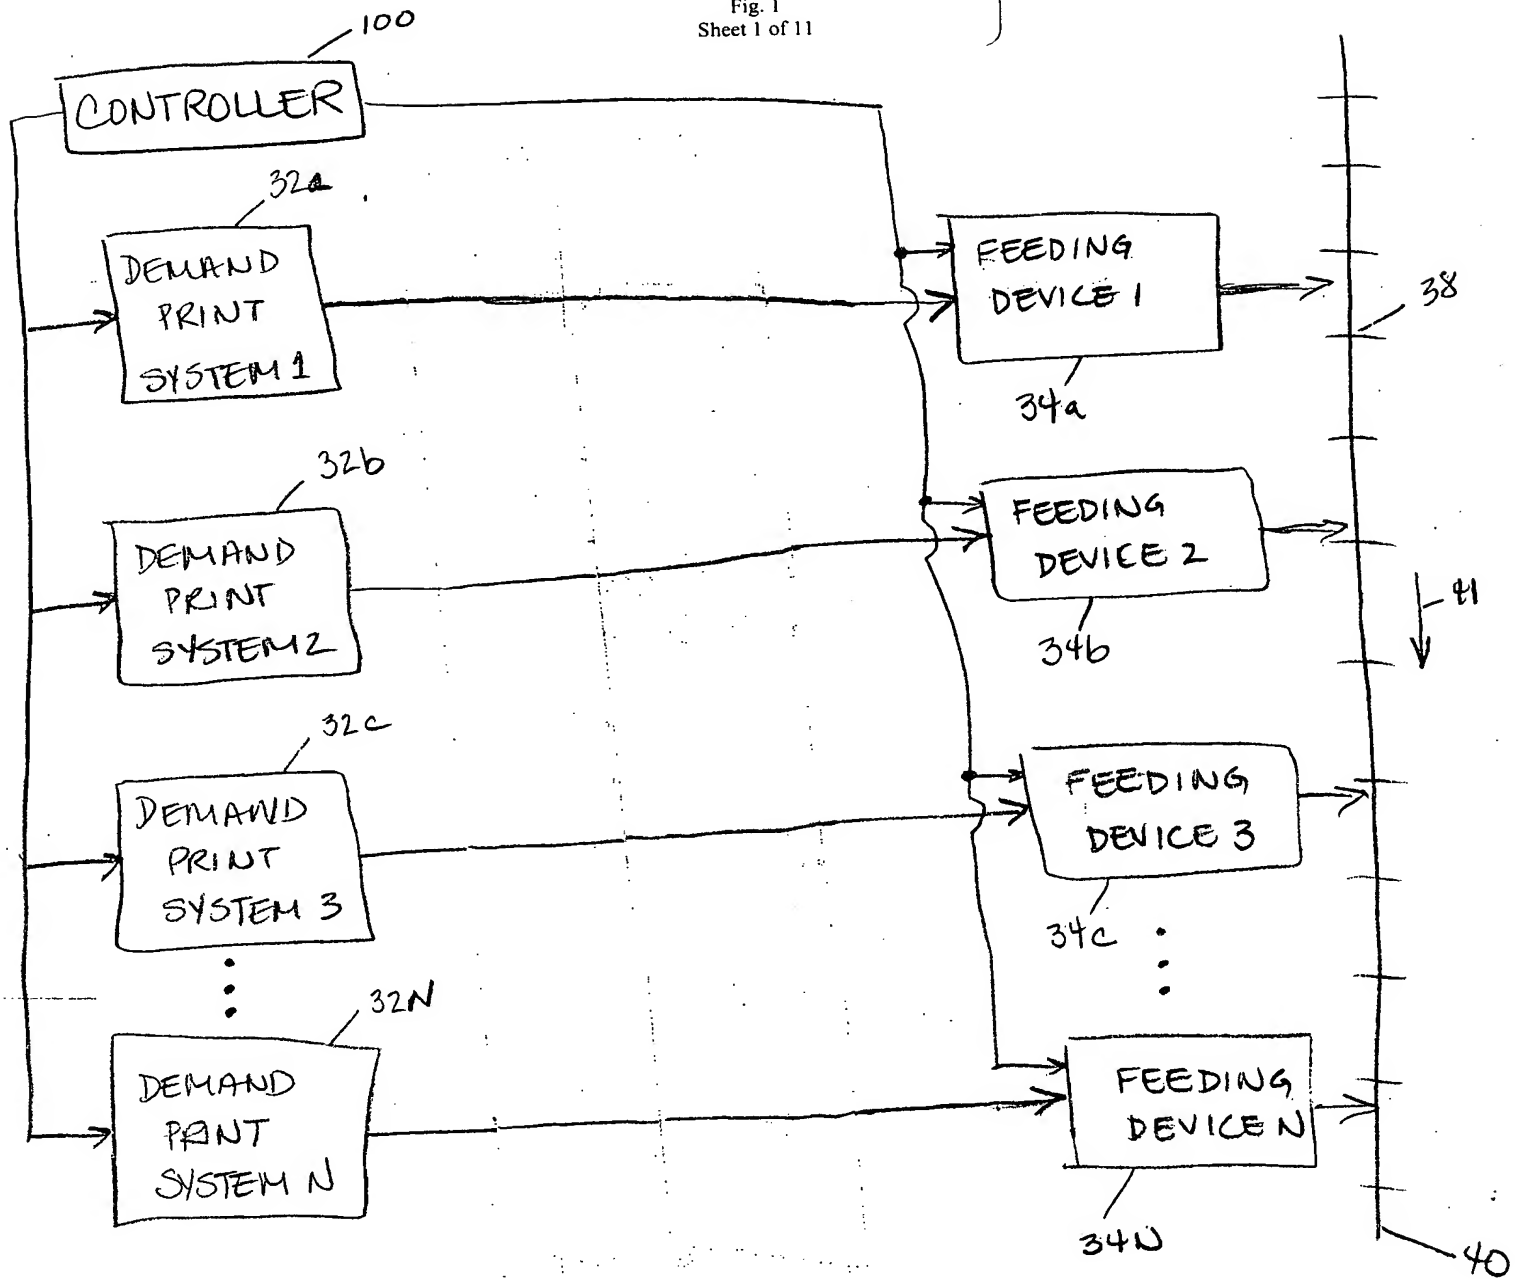 Fig. 1
Sheet 1 of 11
100
CONTROLLER
32a
DEMAND
PRINT
SYSTEM 1
FEEDING
DEVICE 1
34a
38
32b
DEMAND
PRINT
SYSTEM 2
FEEDING
DEVICE 2
34b
41
32c
DEMAND
PRINT
SYSTEM 3
FEEDING
DEVICE 3
34c
32N
DEMAND
PRINT
SYSTEM N
FEEDING
DEVICE N
34N
40